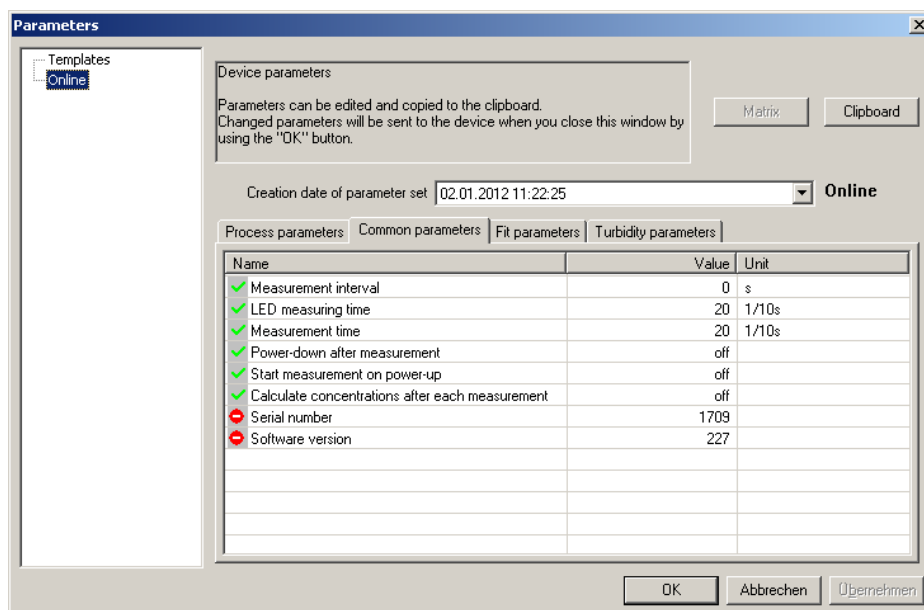 Parameters
Templates
Online
Device parameters
Parameters can be edited and copied to the clipboard.
Changed parameters will be sent to the device when you close this window by
using the "OK" button.
Matrix
Clipboard
Creation date of parameter set 02.01.2012 11:22:25 Online
Process parameters Common parameters Fit parameters Turbidity parameters
Name Value Unit
Measurement interval 0 s
LED measuring time 20 1/10s
Measurement time 20 1/10s
Power-down after measurement off
Start measurement on power-up off
Calculate concentrations after each measurement off
Serial number 1709
Software version 227
OK Abbrechen Übernehmen